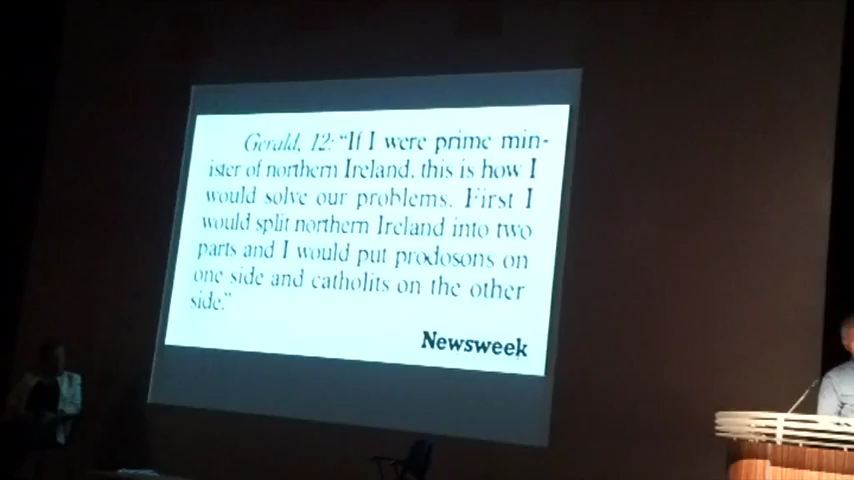 Gerald, 12: “If I were prime min-
ister of northern Ireland, this is how I
would solve our problems. First I
would split northern Ireland into two
parts and I would put prodosons on
one side and catholits on the other
side.”
Newsweek